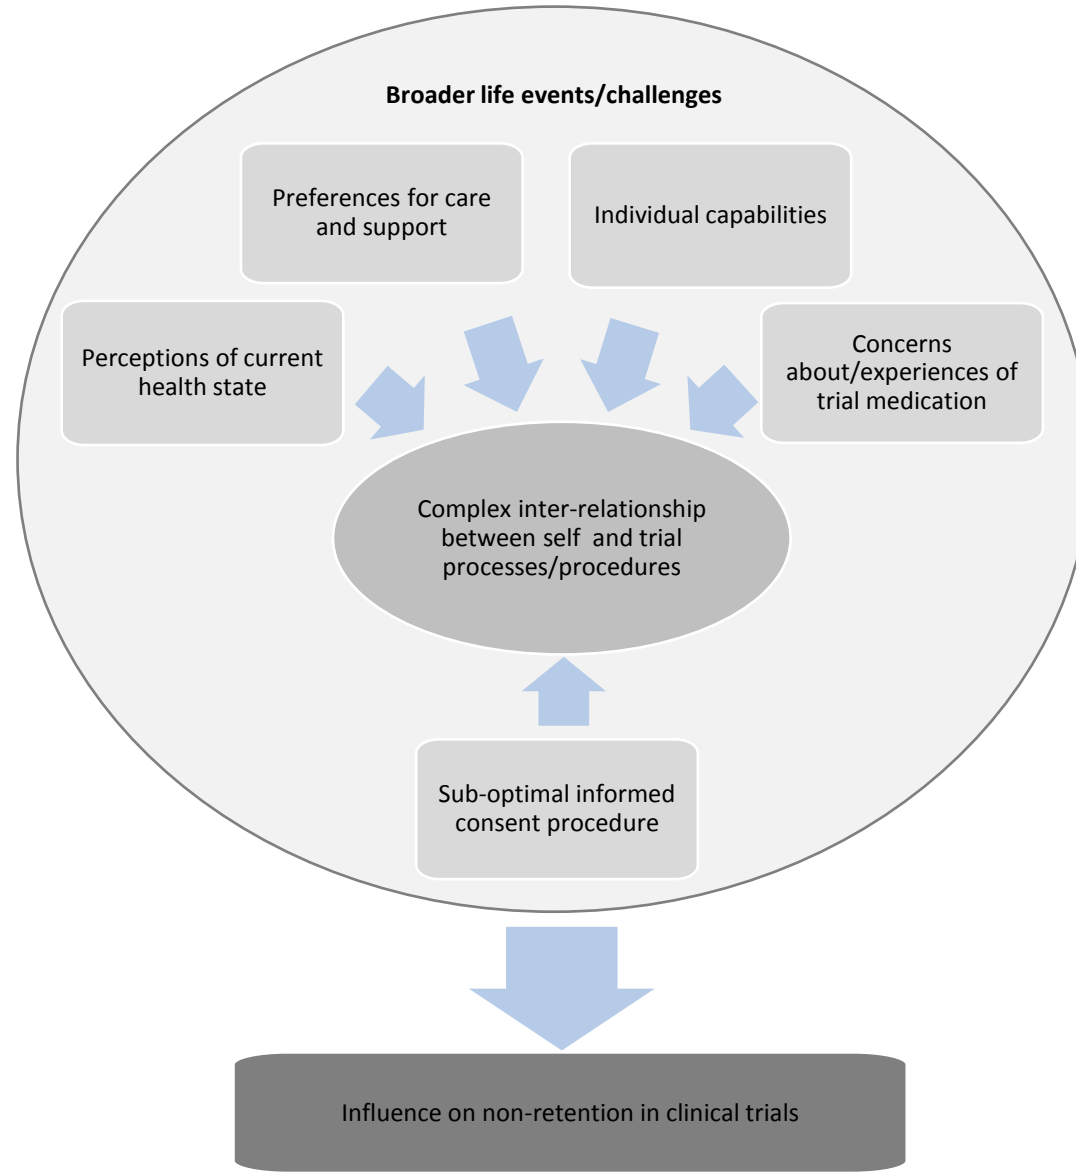 Broader life events/challenges
Preferences for care
and support
Individual capabilities
Perceptions of current
health state
Concerns
about/experiences of
trial medication
Complex inter-relationship
between self and trial
processes/procedures
Sub-optimal informed
consent procedure
Influence on non-retention in clinical trials